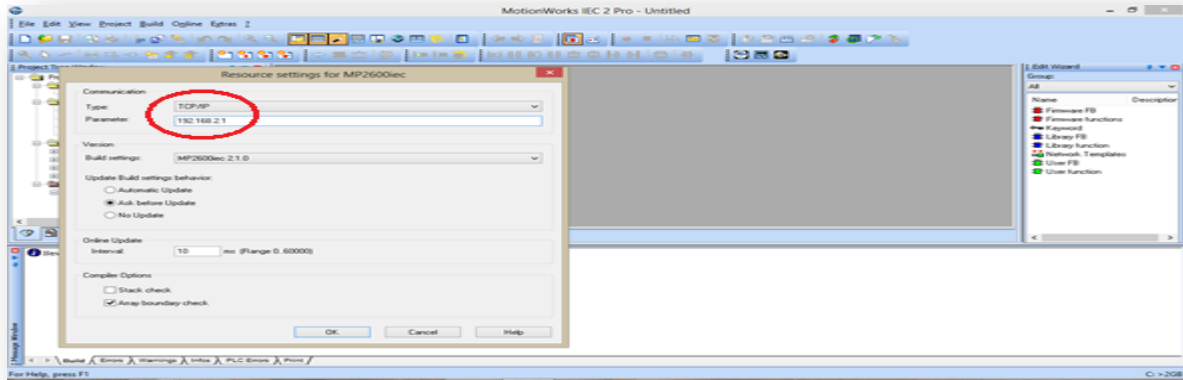 MotionWorks IEC 2 Pro - Untitled
File Edit View Project Build Online Extras ?
Resource settings for MP2600iec
Communication
Type: TCP/IP
Parameter: 192.168.2.1
Version
Build settings: MP2600iec 2.1.0
Update Build settings behavior:
Automatic Update
Ask before Update
No Update
Online Update
Interval: 10 ms (Range 0..60000)
Compiler Options
Stack check
Array boundary check
OK Cancel Help
Edit Wizard
Group:
All
Name Description
Firmware FB
Firmware functions
Keyword
Library FB
Library function
Network Templates
User FB
User function
Message Window
Build Errors Warnings Infos PLC Errors Print
For Help, press F1
C: >2GB